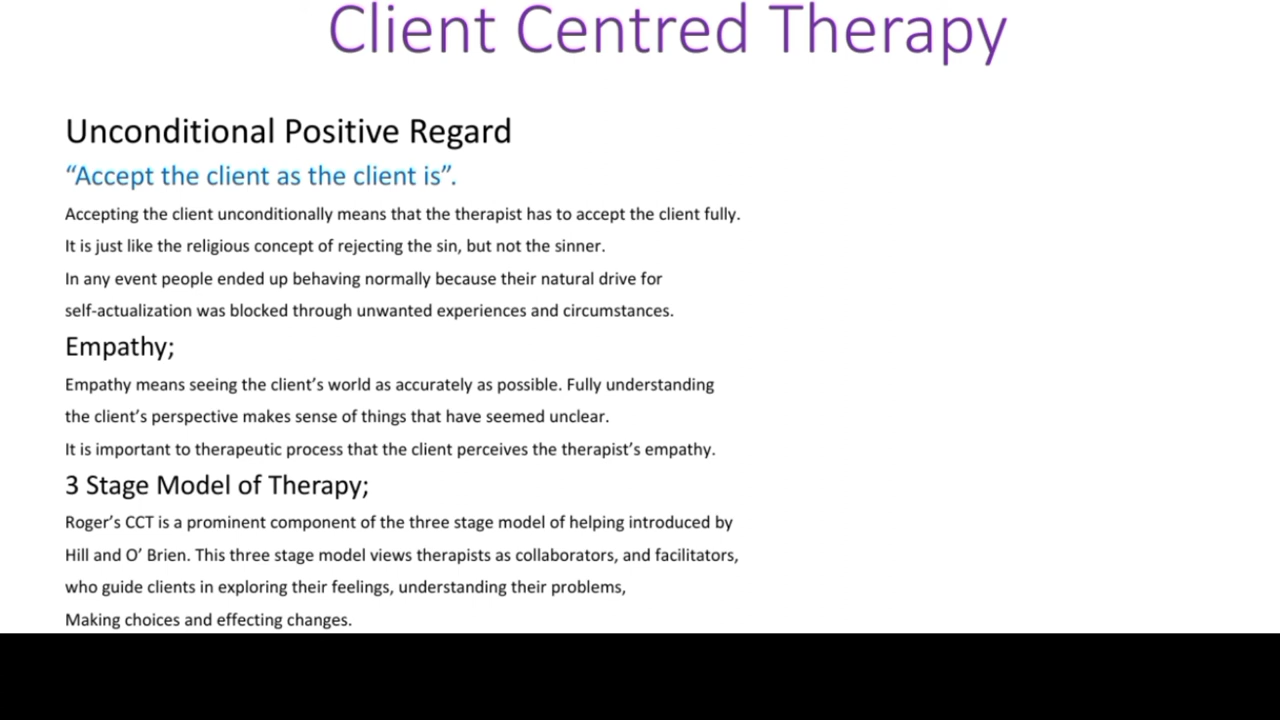 Client Centred Therapy
Unconditional Positive Regard
“Accept the client as the client is”.
Accepting the client unconditionally means that the therapist has to accept the client fully.
It is just like the religious concept of rejecting the sin, but not the sinner.
In any event people ended up behaving normally because their natural drive for
self-actualization was blocked through unwanted experiences and circumstances.
Empathy;
Empathy means seeing the client’s world as accurately as possible. Fully understanding
the client’s perspective makes sense of things that have seemed unclear.
It is important to therapeutic process that the client perceives the therapist’s empathy.
3 Stage Model of Therapy;
Roger’s CCT is a prominent component of the three stage model of helping introduced by
Hill and O’ Brien. This three stage model views therapists as collaborators, and facilitators,
who guide clients in exploring their feelings, understanding their problems,
Making choices and effecting changes.